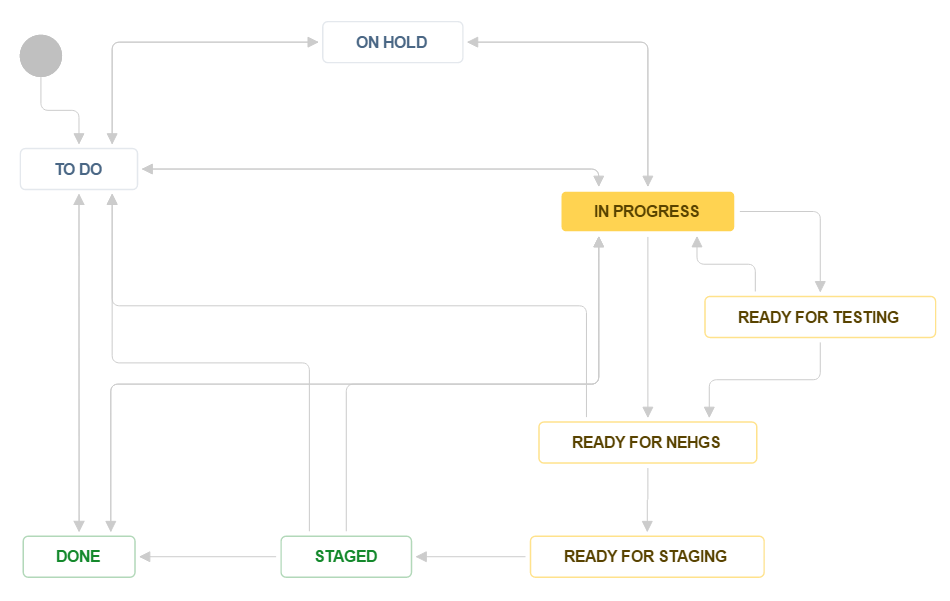 ON HOLD
TO DO
IN PROGRESS
READY FOR TESTING
READY FOR NEHGS
DONE
STAGED
READY FOR STAGING